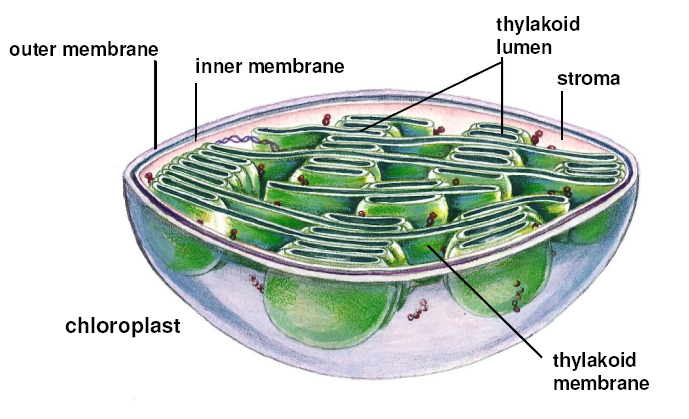 thylakoid
lumen
outer membrane
inner membrane
stroma
chloroplast
thylakoid
membrane